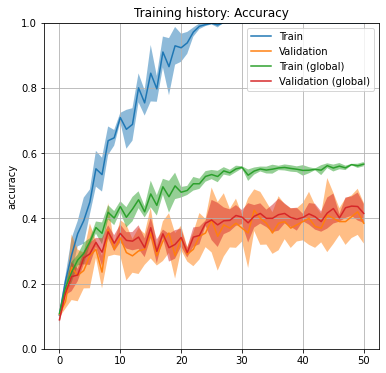 Training history: Accuracy
accuracy
1.0
0.8
0.6
0.4
0.2
0.0
0
10
20
30
40
50
Train
Validation
Train (global)
Validation (global)